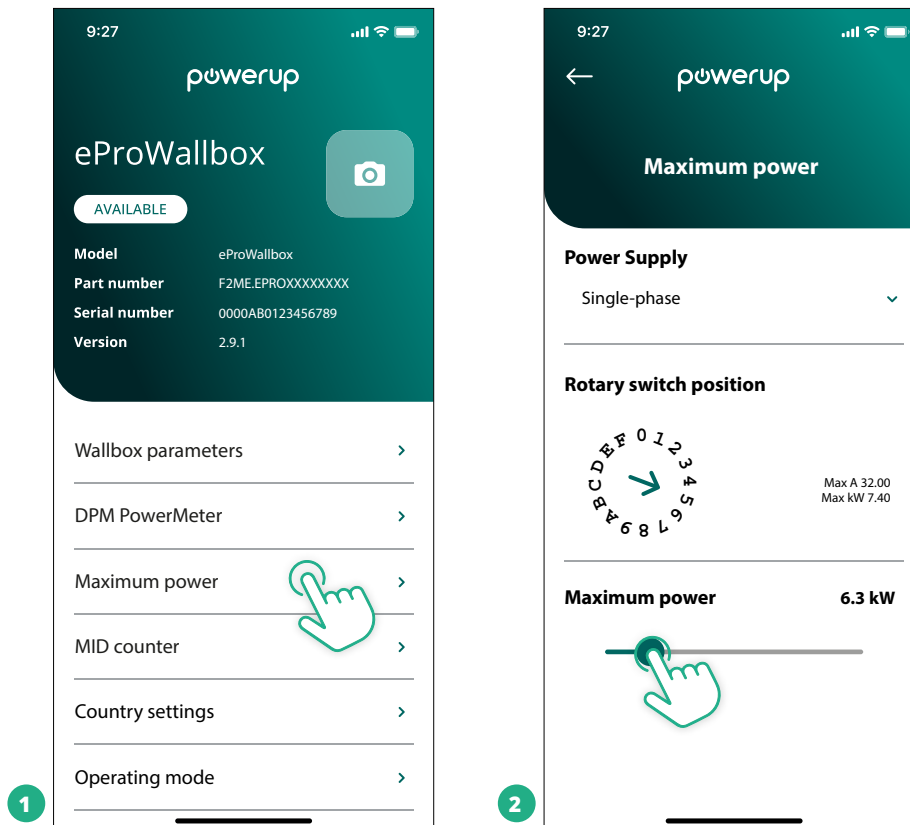 9:27
powerup
eProWallbox
AVAILABLE
Model eProWallbox
Part number F2ME.EPROXXXXXXXX
Serial number 0000AB0123456789
Version 2.9.1
Wallbox parameters
DPM PowerMeter
Maximum power
MID counter
Country settings
Operating mode
1
9:27
powerup
Maximum power
Power Supply
Single-phase
Rotary switch position
0 1 2 3 4 5 6 7 8 9 A B C D E F
Max A 32.00
Max kW 7.40
Maximum power 6.3 kW
2